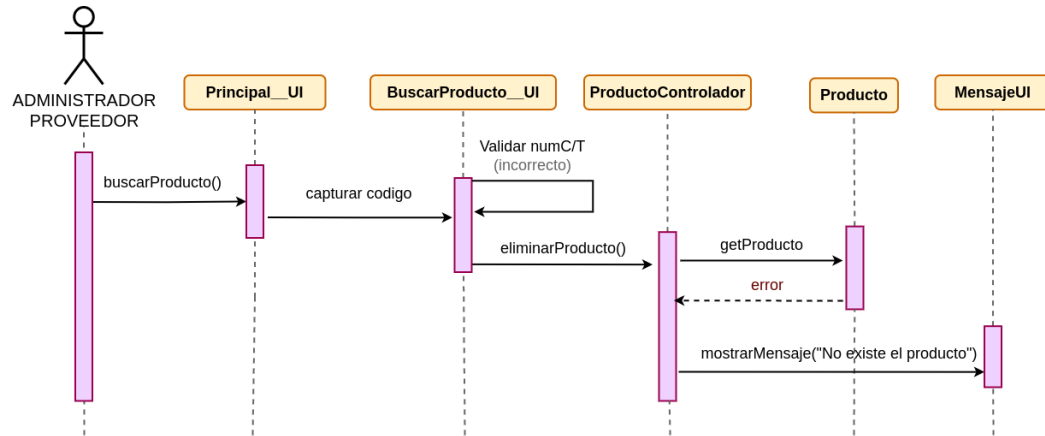 ADMINISTRADOR
PROVEEDOR
Principal__UI
BuscarProducto__UI
ProductoControlador
Producto
MensajeUI
Validar numC/T
(incorrecto)
buscarProducto()
capturar codigo
eliminarProducto()
getProducto
error
mostrarMensaje("No existe el producto")